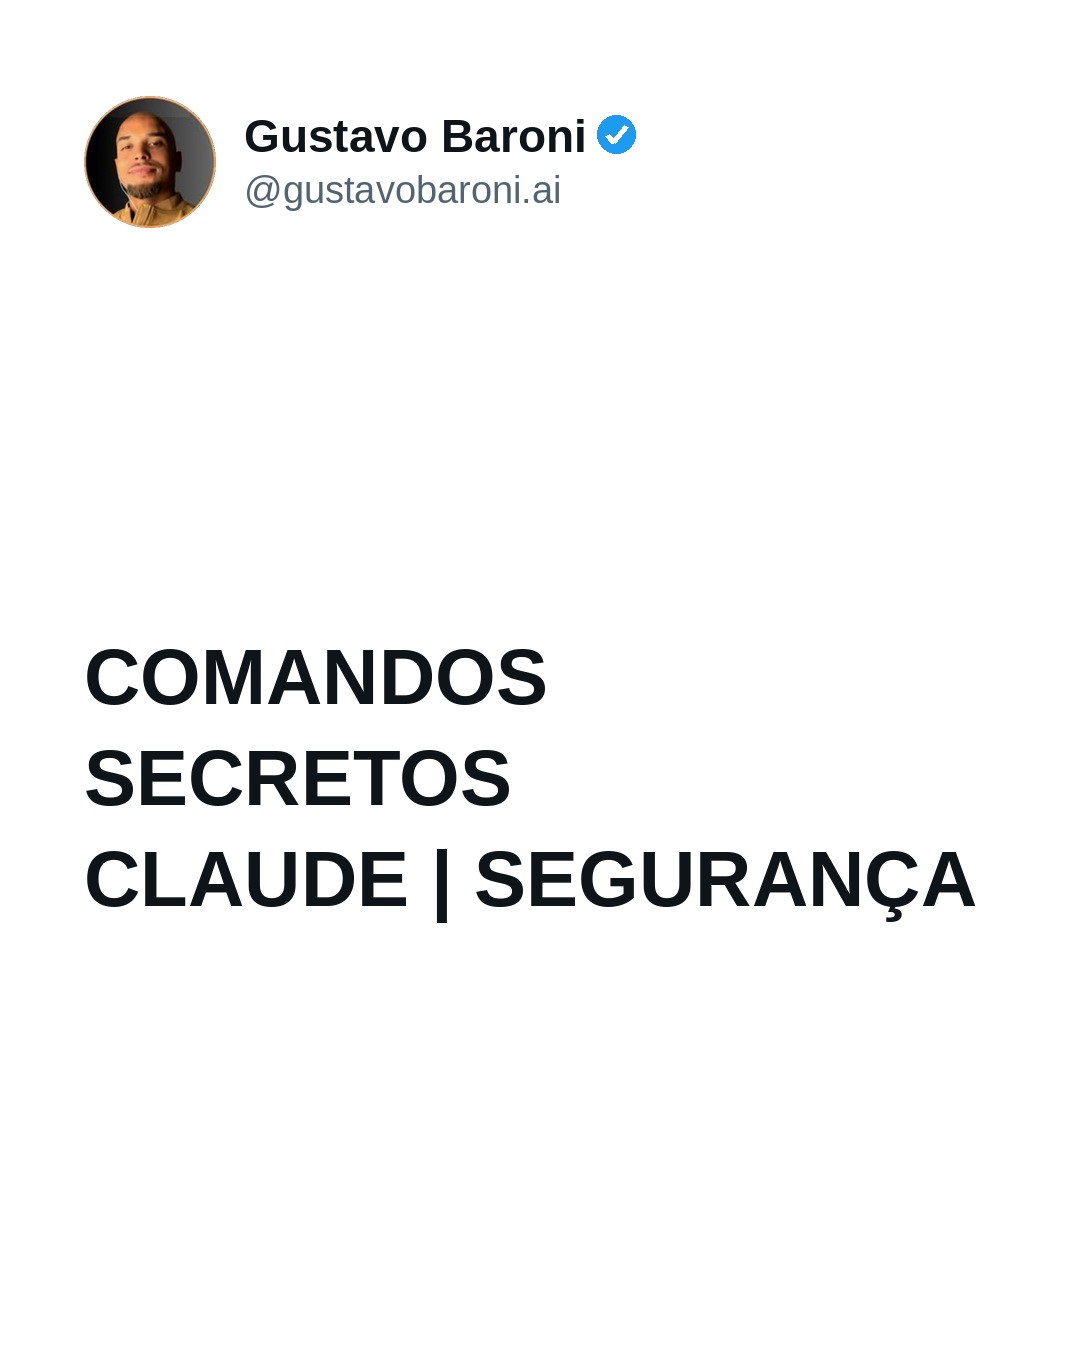 Gustavo Baroni
@gustavobaroni.ai
COMANDOS
SECRETOS
CLAUDE | SEGURANÇA